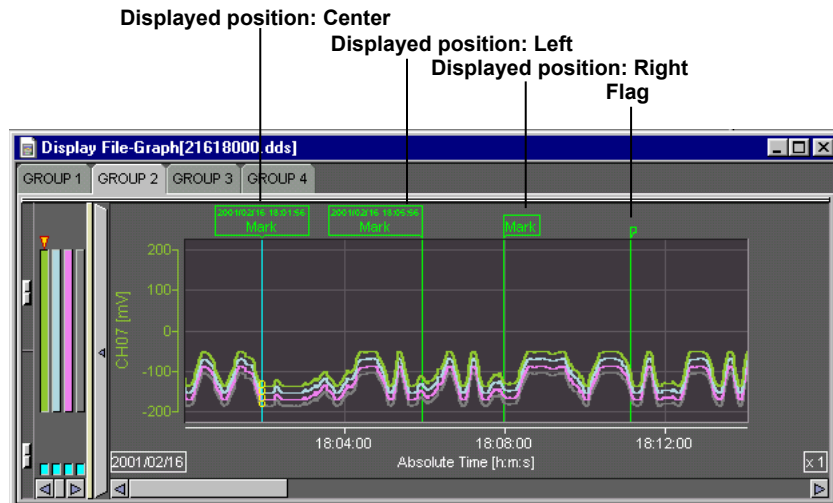 Displayed position: Center
Displayed position: Left
Displayed position: Right
Flag
Display File-Graph[21618000.dds]
GROUP 1 GROUP 2 GROUP 3 GROUP 4
2001/02/16 18:01:56
Mark
2001/02/16 18:05:56
Mark
Mark
CH07 [mV]
200
100
0
-100
-200
18:04:00 18:08:00 18:12:00
2001/02/16
Absolute Time [h:m:s]
x 1